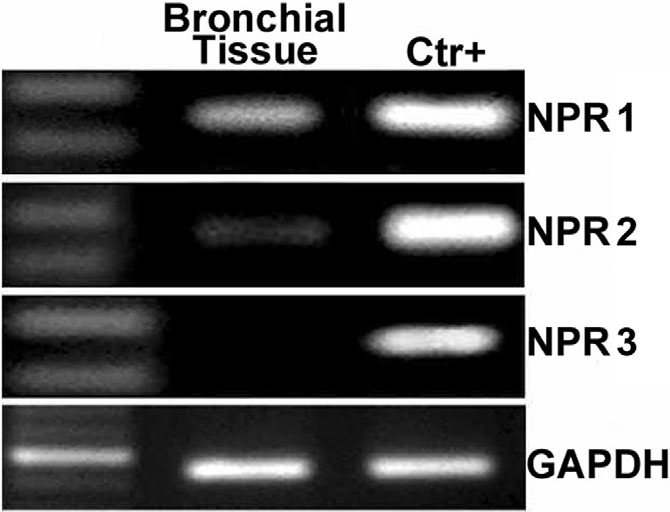 Bronchial
Tissue
Ctr+
NPR 1
NPR 2
NPR 3
GAPDH